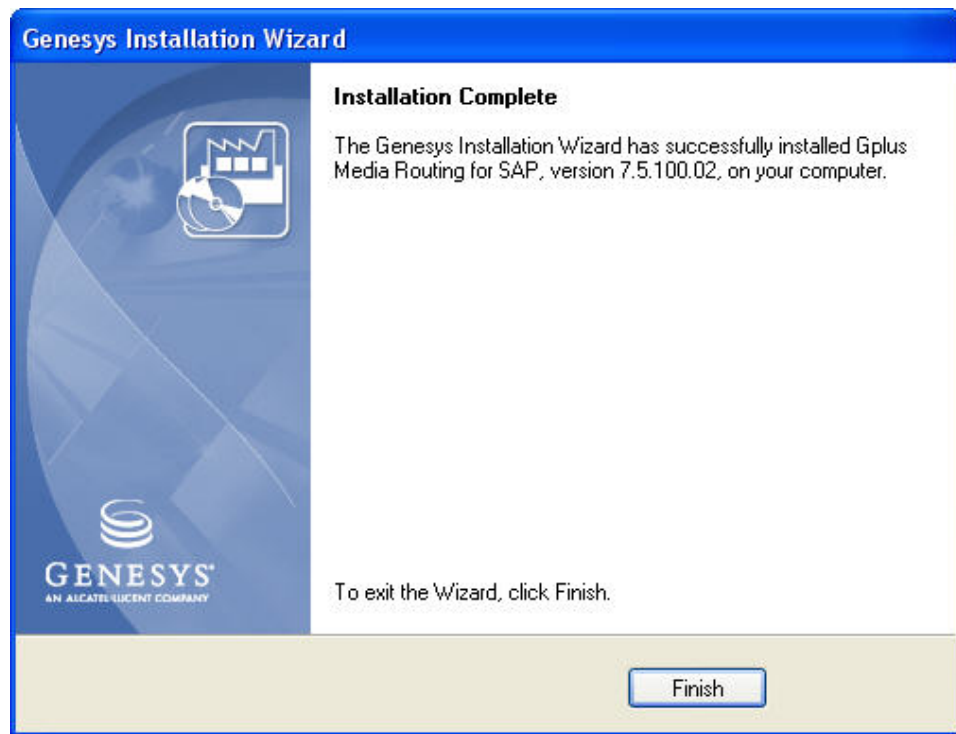 Genesys Installation Wizard
Installation Complete
The Genesys Installation Wizard has successfully installed Gplus
Media Routing for SAP, version 7.5.100.02, on your computer.
GENESYS
AN ALCATEL-LUCENT COMPANY
To exit the Wizard, click Finish.
Finish